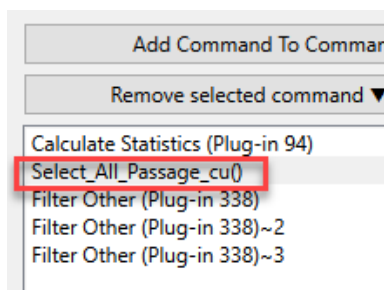 Add Command To Comman
Remove selected command ▼
Calculate Statistics (Plug-in 94)
Select_All_Passage_cu()
Filter Other (Plug-in 338)
Filter Other (Plug-in 338)~2
Filter Other (Plug-in 338)~3